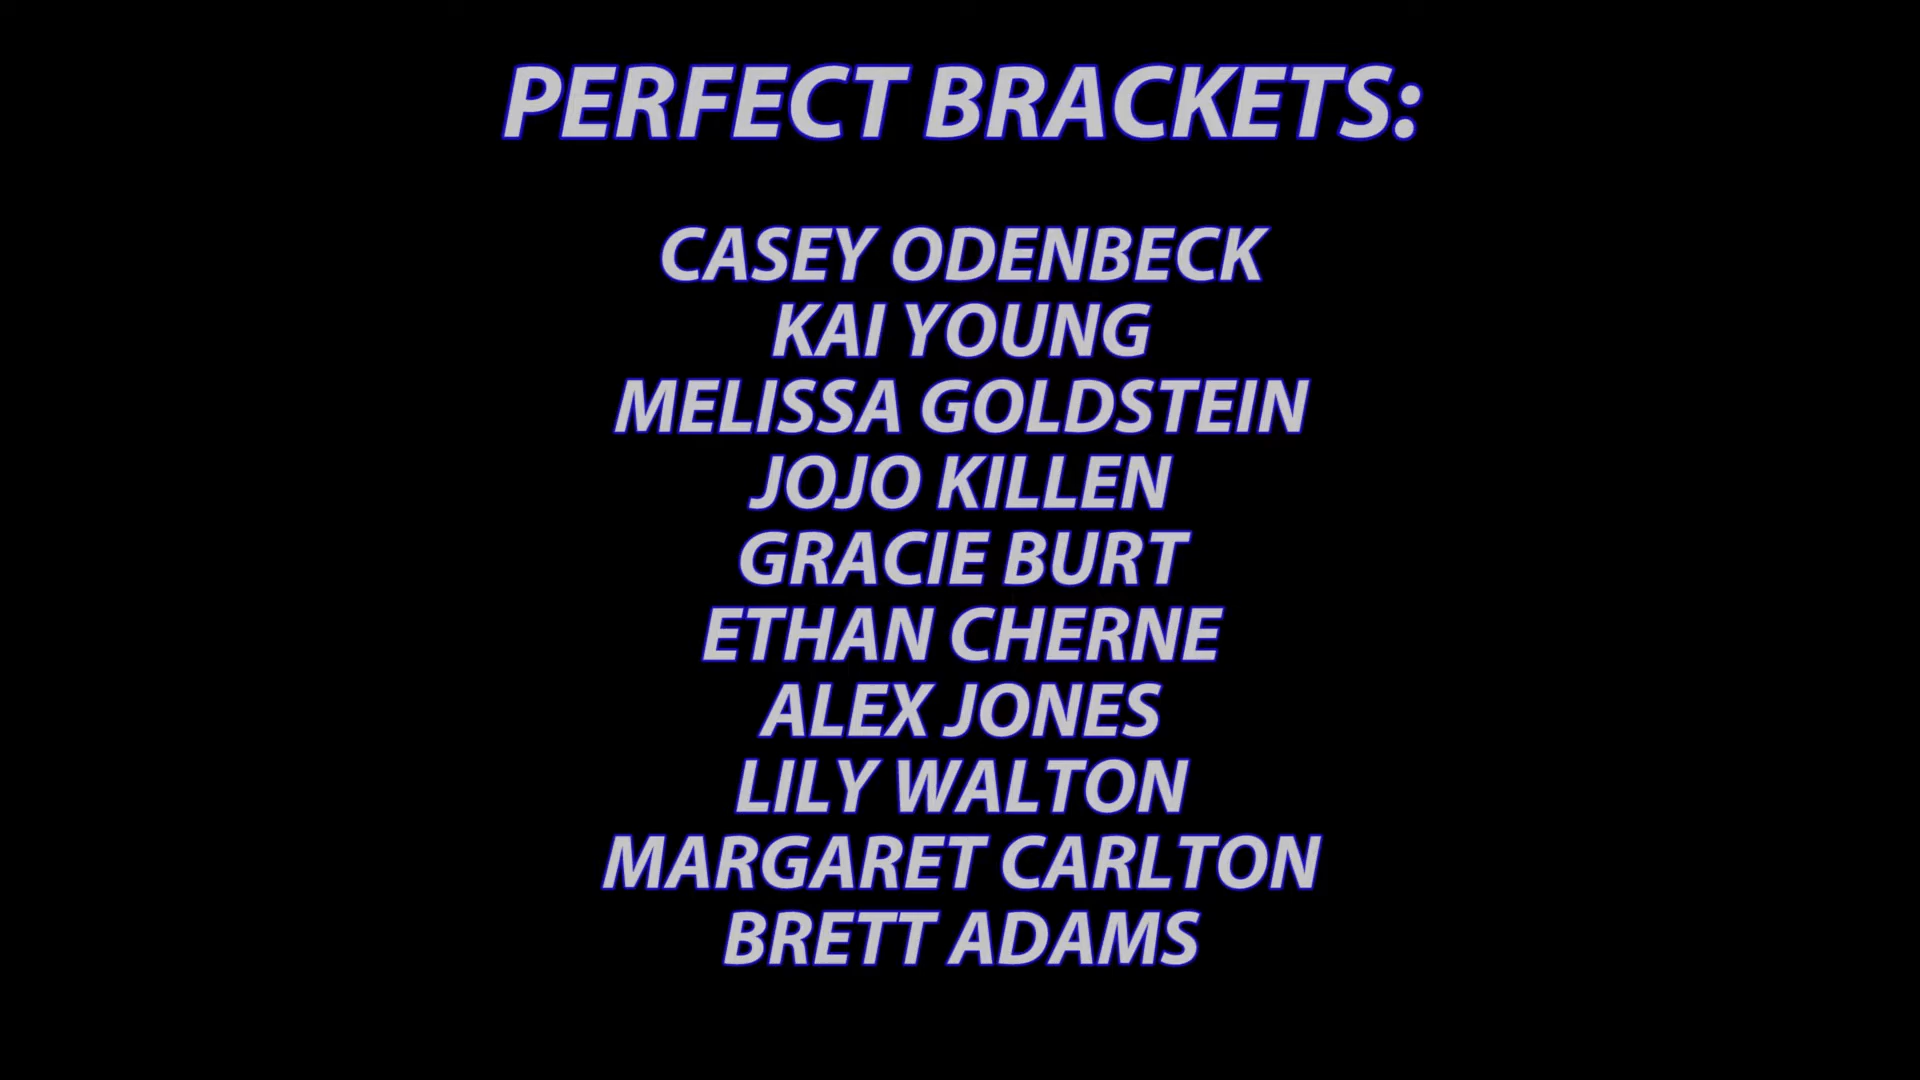 PERFECT BRACKETS:
CASEY ODENBECK
KAI YOUNG
MELISSA GOLDSTEIN
JOJO KILLEN
GRACIE BURT
ETHAN CHERNE
ALEX JONES
LILY WALTON
MARGARET CARLTON
BRETT ADAMS